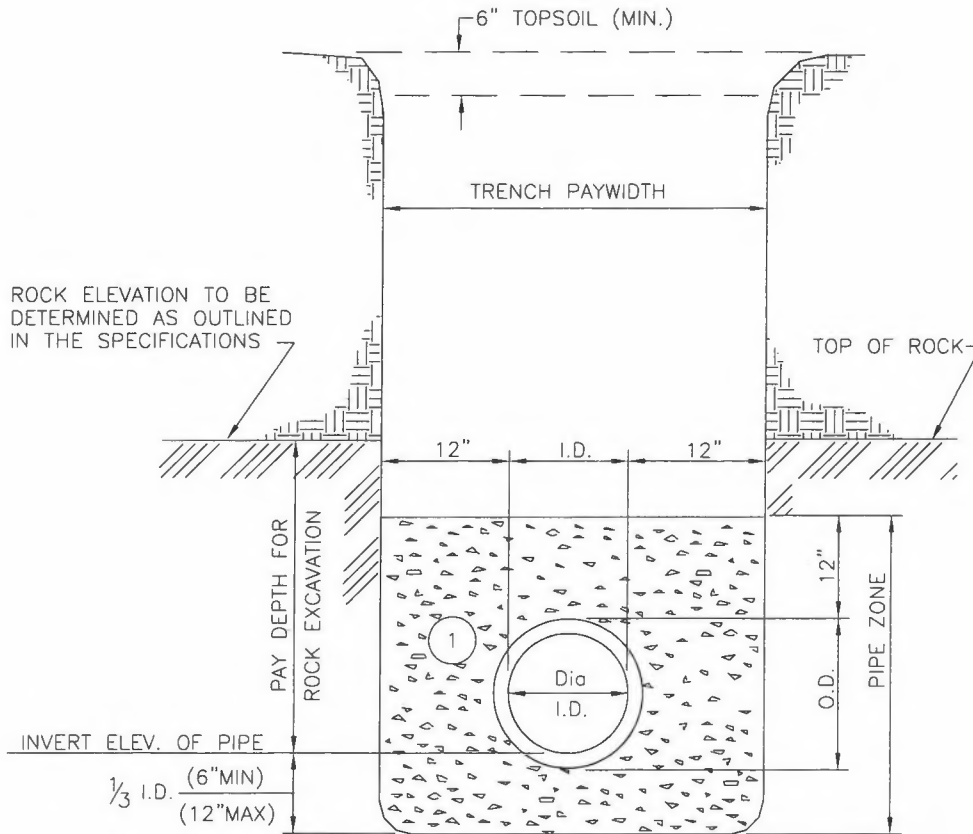 6" TOPSOIL (MIN.)
TRENCH PAYWIDTH
ROCK ELEVATION TO BE
DETERMINED AS OUTLINED
IN THE SPECIFICATIONS
TOP OF ROCK
12" I.D. 12"
PAY DEPTH FOR
ROCK EXCAVATION
12"
PIPE ZONE
1
Dia
I.D.
O.D.
INVERT ELEV. OF PIPE
⅓ I.D. (6"MIN)
(12"MAX)